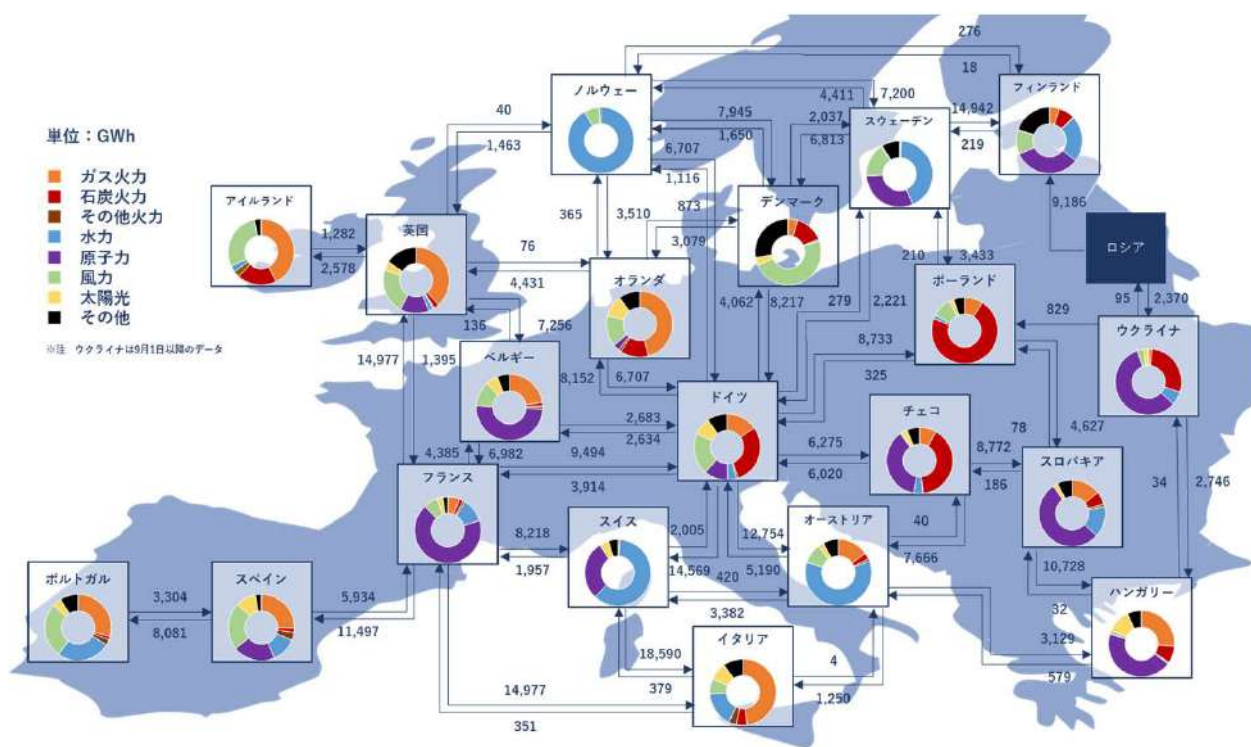 276
18
ノルウェー
フィンランド
4,411
7,200
40
7,945
2,037
14,942
スウェーデン
単位：GWh
1,463
1,650
6,813
219
6,707
1,116
ガス火力
石炭火力
その他火力
水力
原子力
風力
太陽光
その他
※注 ウクライナは9月1日以降のデータ
アイルランド
英国
1,282
2,578
365
3,510
873
3,079
デンマーク
9,186
ロシア
76
4,431
オランダ
210
3,433
ポーランド
95
2,370
829
ウクライナ
136
7,256
4,062
8,217
279
2,221
14,977
1,395
ベルギー
8,152
6,707
8,733
325
ドイツ
チェコ
2,683
2,634
78
4,627
4,385
6,982
9,494
3,914
6,275
6,020
8,772
186
スロバキア
34
2,746
フランス
8,218
1,957
スイス
2,005
14,569
420
12,754
5,190
オーストリア
40
7,666
10,728
32
ポルトガル
スペイン
3,304
8,081
5,934
11,497
3,382
ハンガリー
イタリア
18,590
379
4
1,250
3,129
579
14,977
351